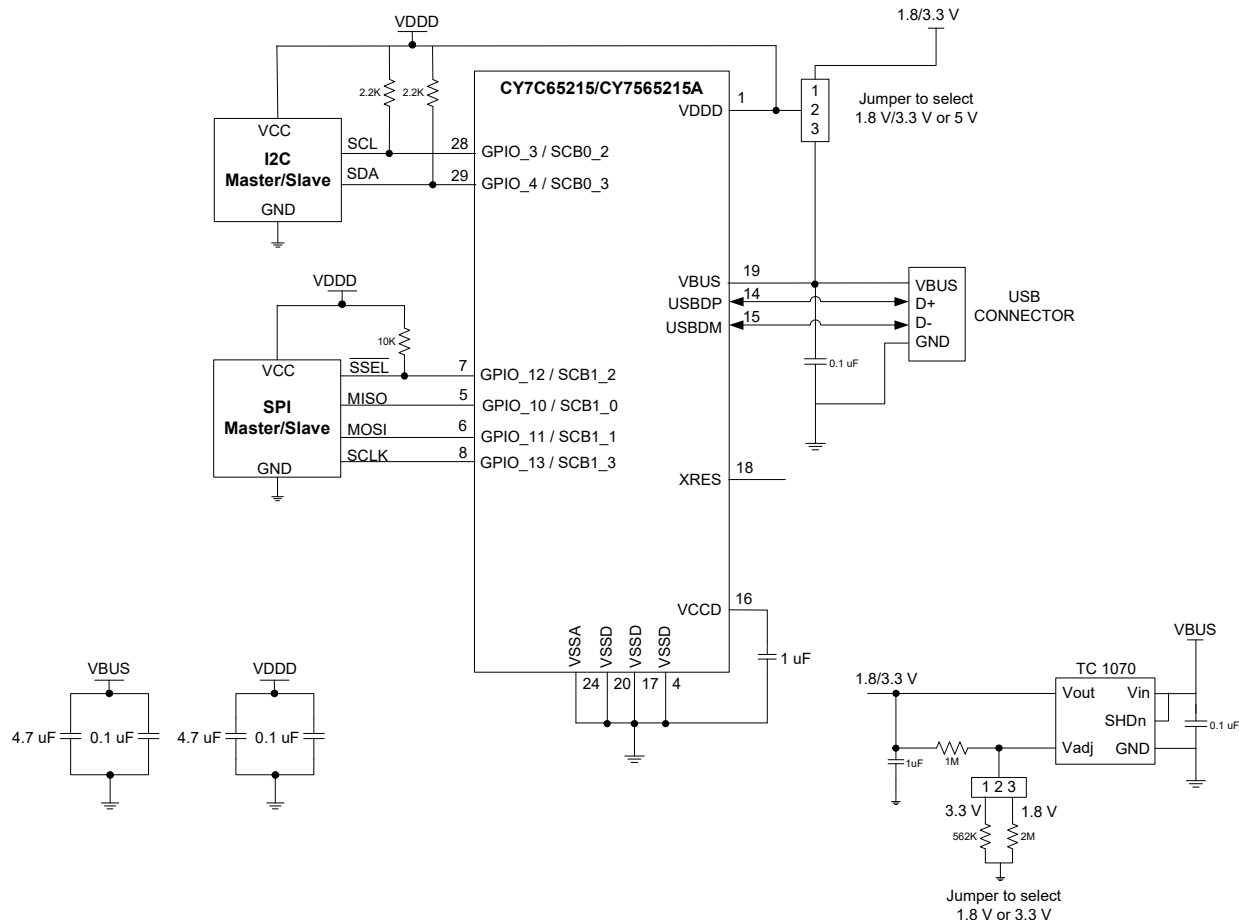 1.8/3.3 V
VDDD
2.2K
2.2K
CY7C65215/CY7565215A
VDDD
1
1
2
3
Jumper to select
1.8 V/3.3 V or 5 V
VCC
I2C
Master/Slave
GND
SCL
28
GPIO_3 / SCB0_2
SDA
29
GPIO_4 / SCB0_3
VDDD
10K
VCC
SPI
Master/Slave
GND
SSEL
7
GPIO_12 / SCB1_2
MISO
5
GPIO_10 / SCB1_0
MOSI
6
GPIO_11 / SCB1_1
SCLK
8
GPIO_13 / SCB1_3
VBUS
19
USBDP
14
USBDM
15
VBUS
D+
D-
GND
USB
CONNECTOR
0.1 uF
XRES
18
VCCD
16
1 uF
VSSA
VSSD
VSSD
VSSD
24
20
17
4
VBUS
4.7 uF
0.1 uF
VDDD
4.7 uF
0.1 uF
VBUS
TC 1070
1.8/3.3 V
Vout
Vin
SHDn
Vadj
GND
0.1 uF
1uF
1M
1 2 3
3.3 V
1.8 V
562K
2M
Jumper to select
1.8 V or 3.3 V